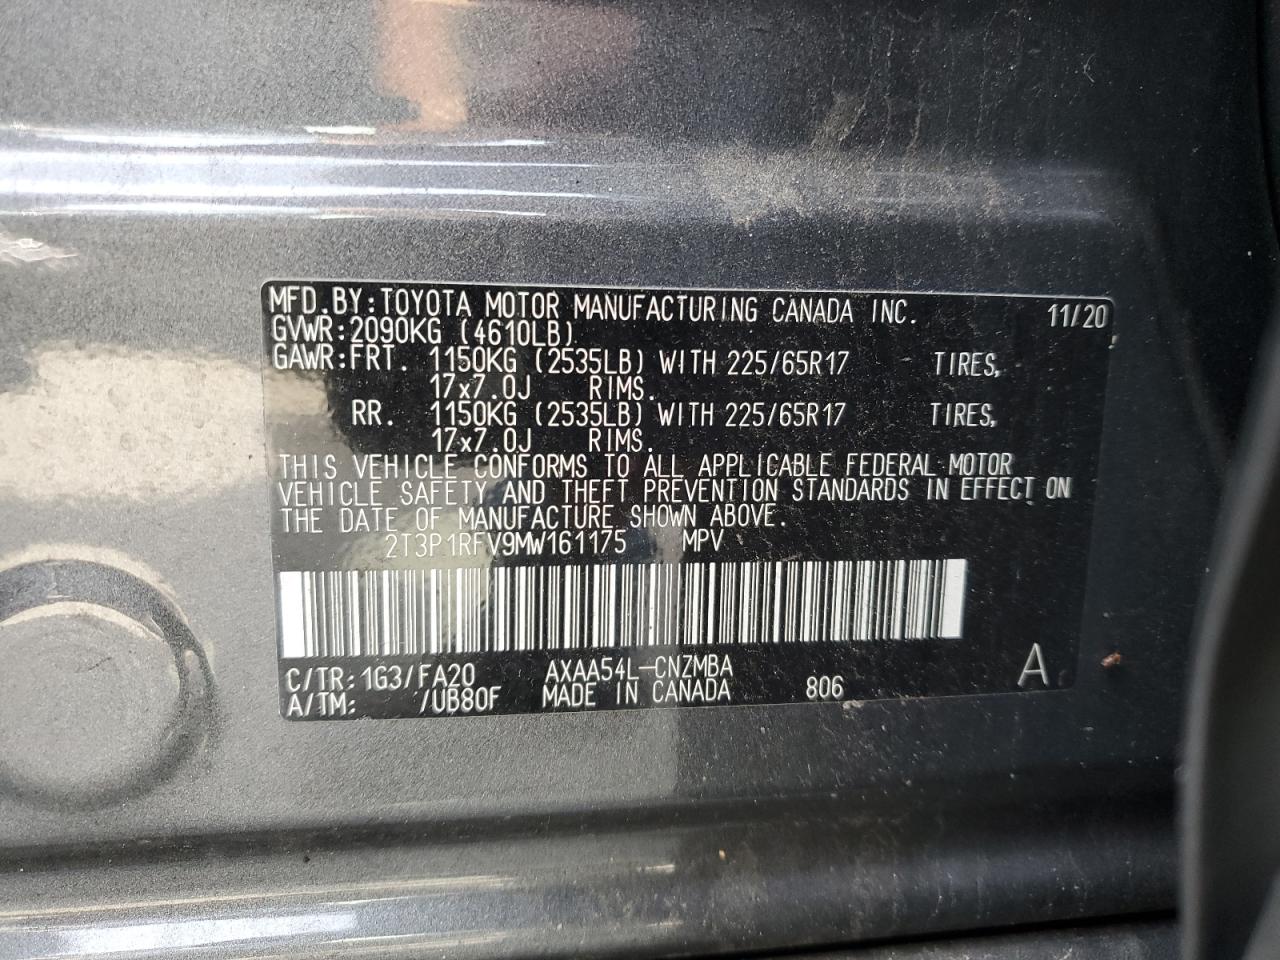 MFD.BY:TOYOTA MOTOR MANUFACTURING CANADA INC. 11/20
GVWR:2090KG (4610LB)
GAWR:FRT. 1150KG (2535LB) WITH 225/65R17 TIRES,
17x7.0J RIMS.
RR. 1150KG (2535LB) WITH 225/65R17 TIRES,
17x7.0J RIMS.
THIS VEHICLE CONFORMS TO ALL APPLICABLE FEDERAL MOTOR
VEHICLE SAFETY AND THEFT PREVENTION STANDARDS IN EFFECT ON
THE DATE OF MANUFACTURE SHOWN ABOVE.
2T3P1RFV9MW161175 MPV
C/TR:1G3/FA20 AXAA54L-CNZMBA A
A/TM: /UB80F MADE IN CANADA 806